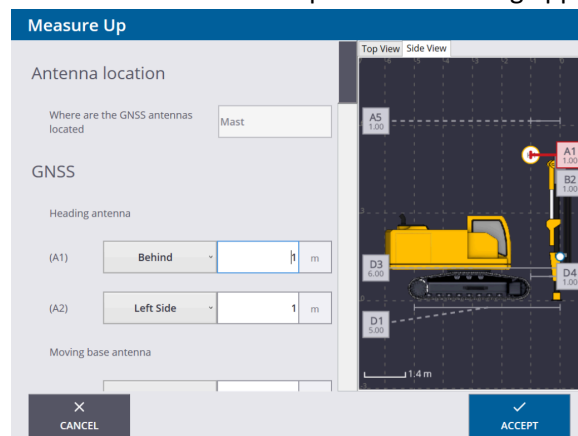 Measure Up
Antenna location
Where are the GNSS antennas
located
Mast
GNSS
Heading antenna
(A1)
Behind
1
m
(A2)
Left Side
1
m
Moving base antenna
CANCEL
ACCEPT
Top View
Side View
A5
1.00
A1
1.00
B2
1.00
D3
6.00
D4
1.00
D1
5.00
1.4 m